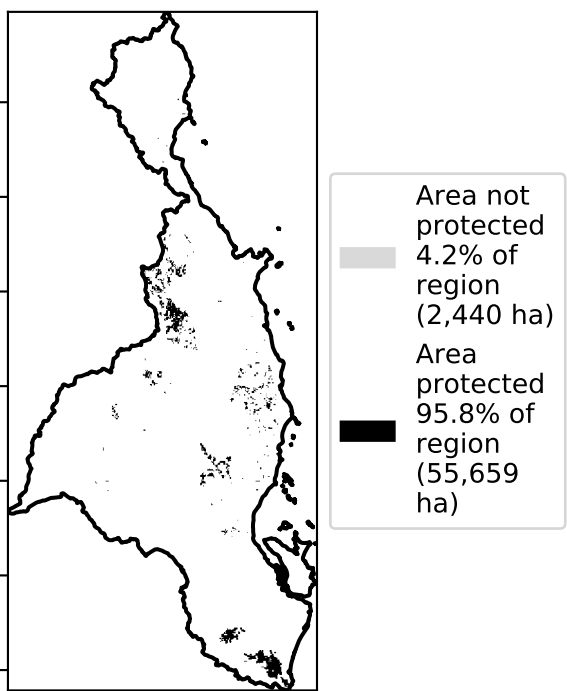 Area not
protected
4.2% of
region
(2,440 ha)
Area
protected
95.8% of
region
(55,659
ha)